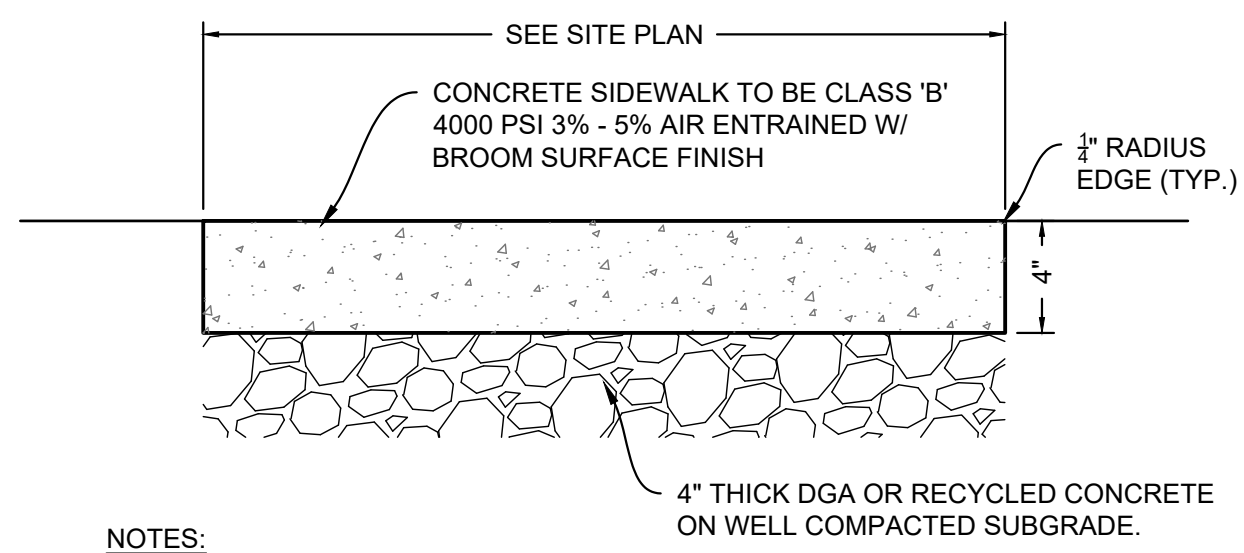 SEE SITE PLAN
CONCRETE SIDEWALK TO BE CLASS 'B'
4000 PSI 3% - 5% AIR ENTRAINED W/
BROOM SURFACE FINISH
1/4" RADIUS
EDGE (TYP.)
4"
4" THICK DGA OR RECYCLED CONCRETE
ON WELL COMPACTED SUBGRADE.
NOTES: